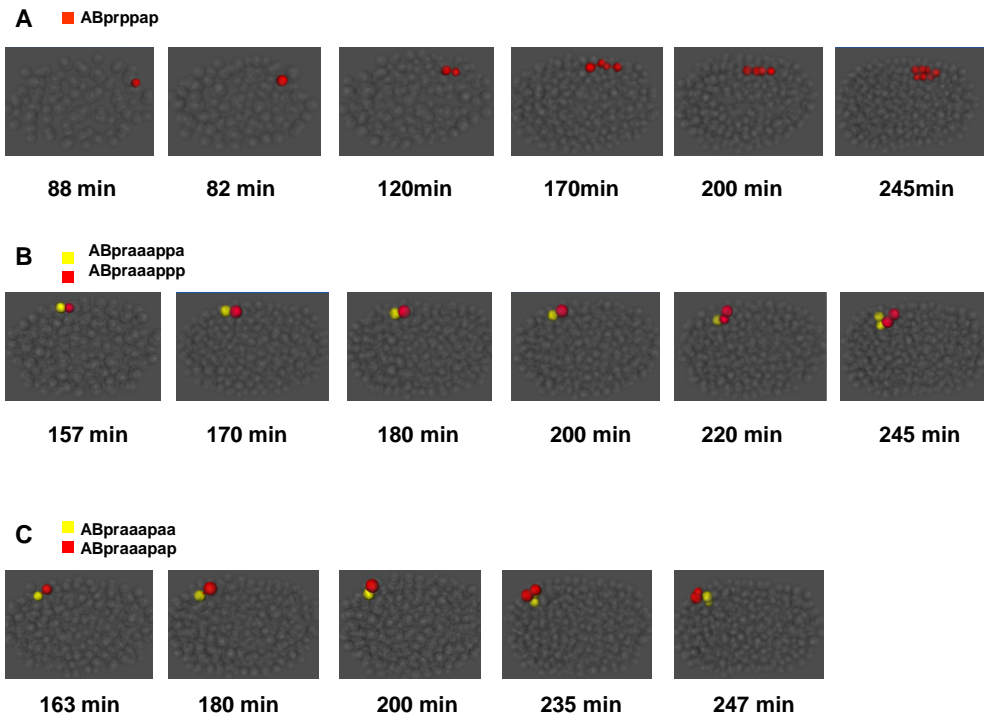 A
ABprppap
88 min 82 min 120min 170min 200 min 245min
B
ABpraaappa
ABpraaappp
157 min 170 min 180 min 200 min 220 min 245 min
C
ABpraaapaa
ABpraaapap
163 min 180 min 200 min 235 min 247 min